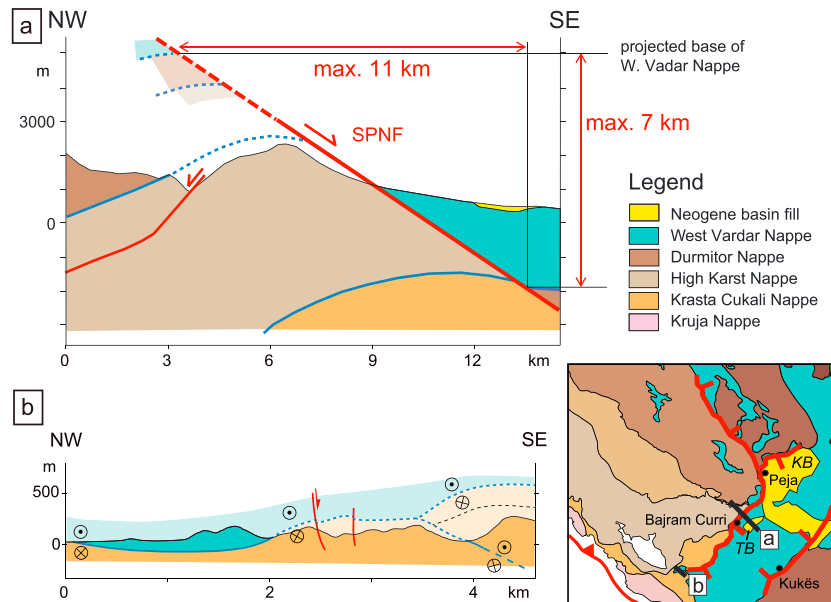 a
NW
SE
m
3000
0
max. 11 km
projected base of
W. Vadar Nappe
max. 7 km
SPNF
0
3
6
9
12
km
Legend
Neogene basin fill
West Vardar Nappe
Durmitor Nappe
High Karst Nappe
Krasta Cukali Nappe
Kruja Nappe
b
NW
SE
m
500
0
0
2
4
km
KB
Peja
Bajram Curri
TB
a
b
Kukës